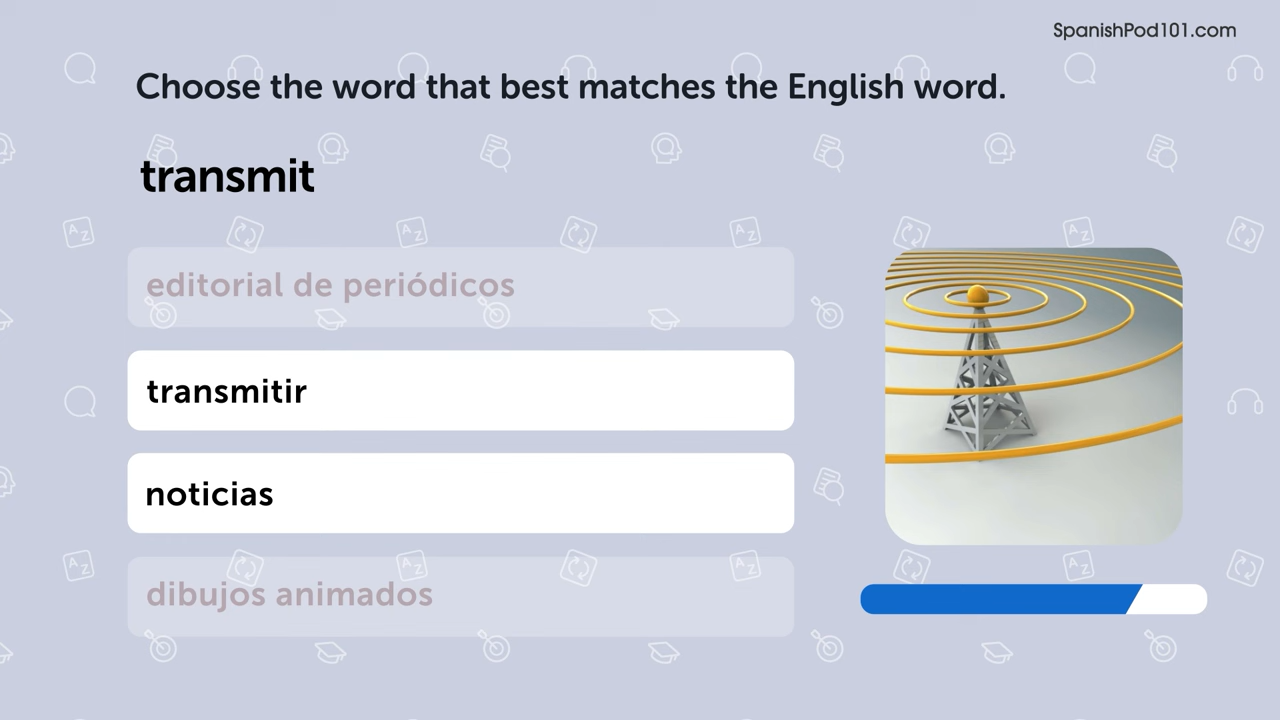 SpanishPod101.com
Choose the word that best matches the English word.
transmit
editorial de periódicos
transmitir
noticias
dibujos animados